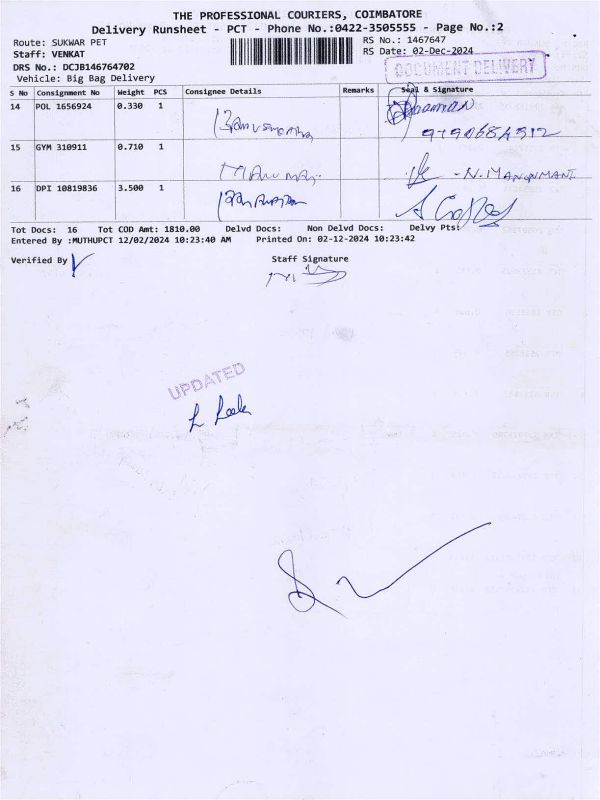 THE PROFESSIONAL COURIERS, COIMBATORE
Delivery Runsheet - PCT - Phone No.:0422-3505555 - Page No.:2
Route: SUKWAR PET
RS No.: 1467647
Staff: VENKAT
RS Date: 02-Dec-2024
DRS No.: DCJB146764702
DOCUMENT DELIVERY
Vehicle: Big Bag Delivery
S No Consignment No Weight PCS Consignee Details Remarks Seal & Signature
14 POL 1656924 0.330 1
15 GYM 310911 0.710 1 N. MANONMANI
16 DPI 10819836 3.500 1
Tot Docs: 16 Tot COD Amt: 1810.00 Delvd Docs: Non Delvd Docs: Delvy Pts:
Entered By :MUTHUPCT 12/02/2024 10:23:40 AM Printed On: 02-12-2024 10:23:42
Verified By Staff Signature
UPDATED